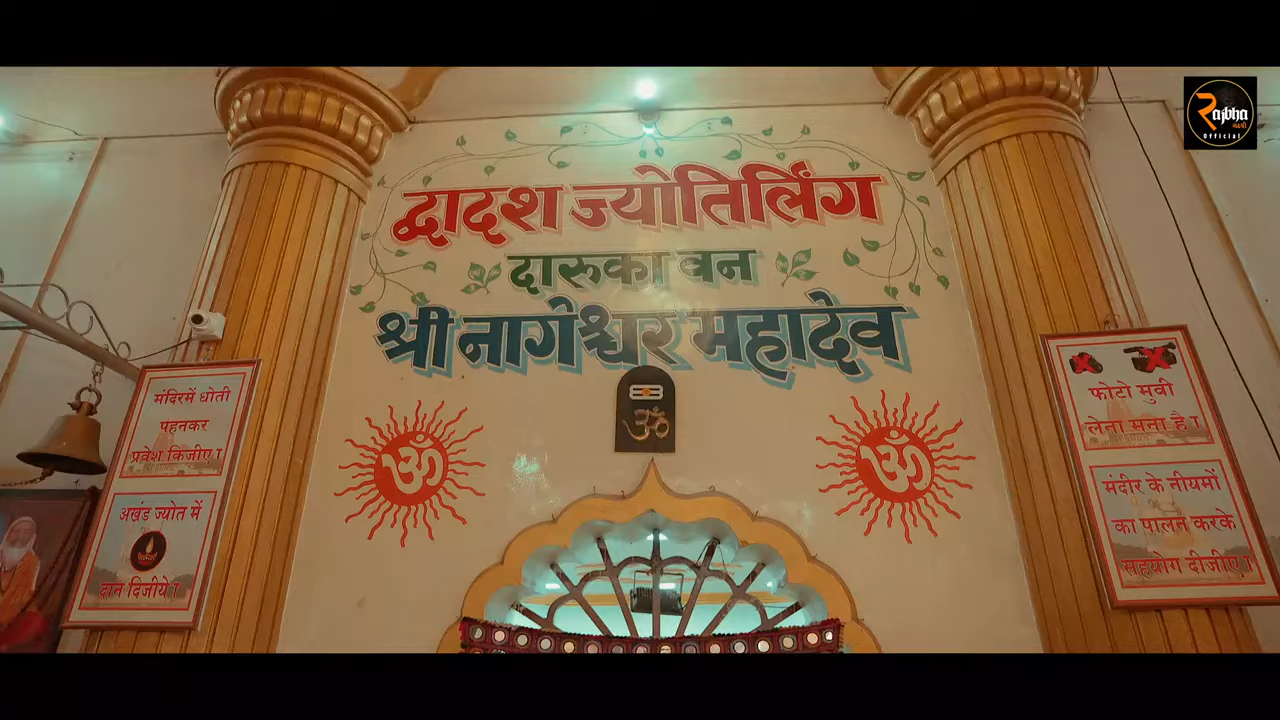 द्वादश ज्योतिर्लिंग
दारूका वन
श्री नागेश्वर महादेव
ॐ
ॐ
ॐ
मंदिरमें धोती
पहनकर
प्रवेश किजीए।
अखंड ज्योत में
दान दिजीये।
फोटो मुवी
लेना मना है।
मंदीर के नीयमों
का पालन करके
सहयोग दीजीए।
Rajbha
Official